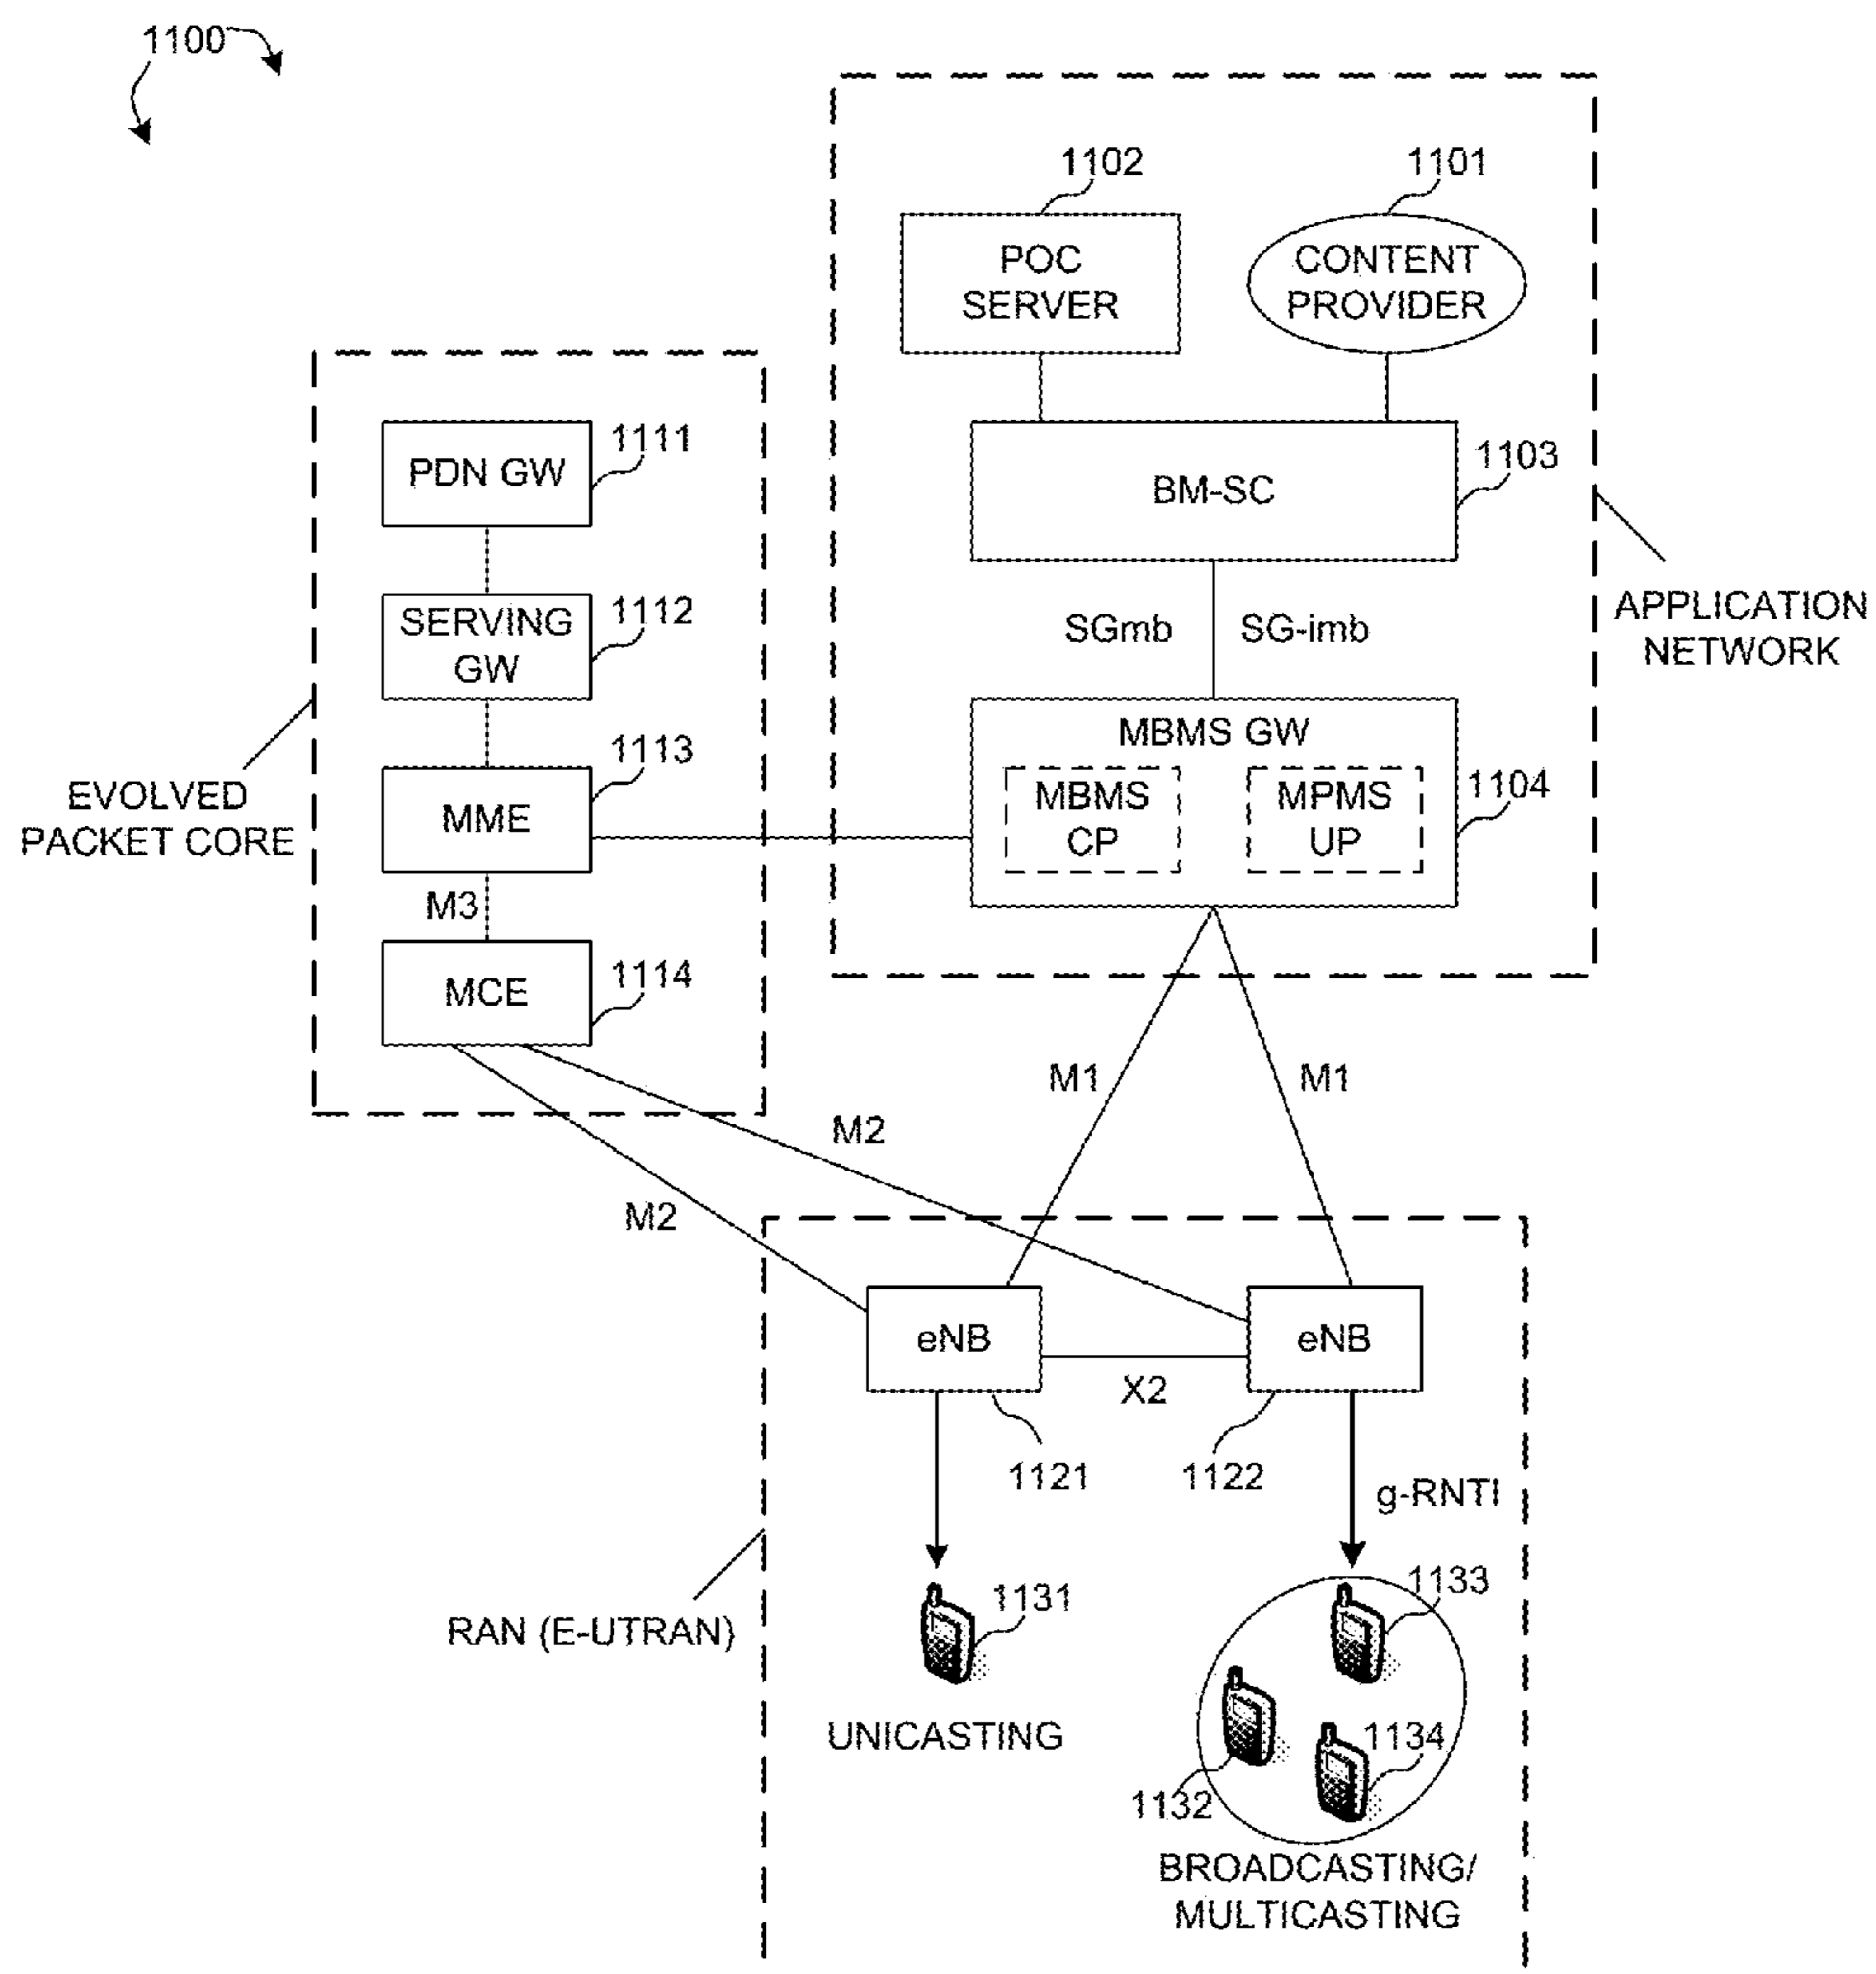 1100
1102
1101
POC
SERVER
CONTENT
PROVIDER
PDN GW
1111
BM-SC
1103
SERVING
GW
1112
SGmb
SG-imb
APPLICATION
NETWORK
MME
1113
MBMS GW
MBMS
CP
MPMS
UP
1104
EVOLVED
PACKET CORE
M3
MCE
1114
M1
M1
M2
M2
eNB
eNB
X2
1121
1122
g-RNTI
RAN (E-UTRAN)
1131
1133
UNICASTING
1134
1132
BROADCASTING/
MULTICASTING